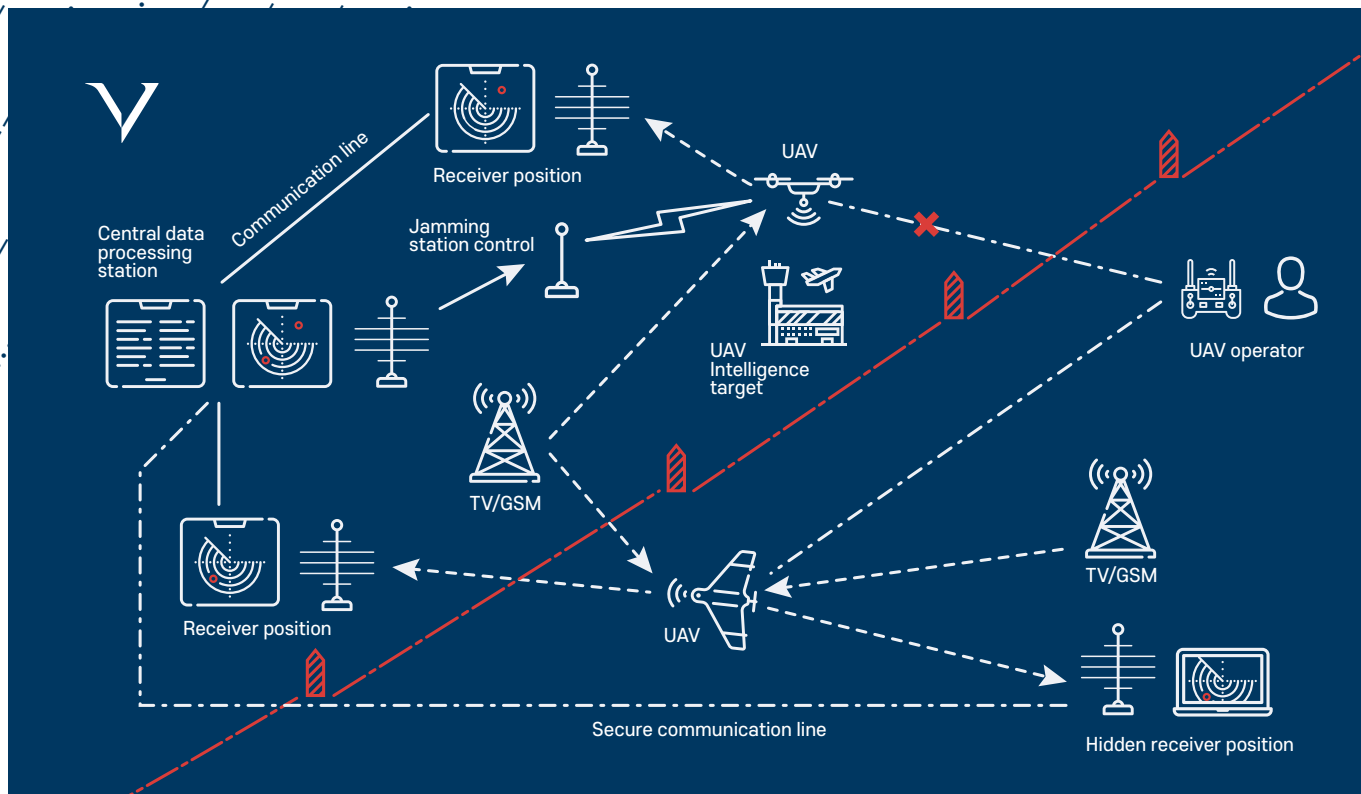 UAV
Receiver position
Communication line
Jamming
station control
Central data
processing
station
UAV
Intelligence
target
UAV operator
TV/GSM
TV/GSM
Receiver position
UAV
Secure communication line
Hidden receiver position